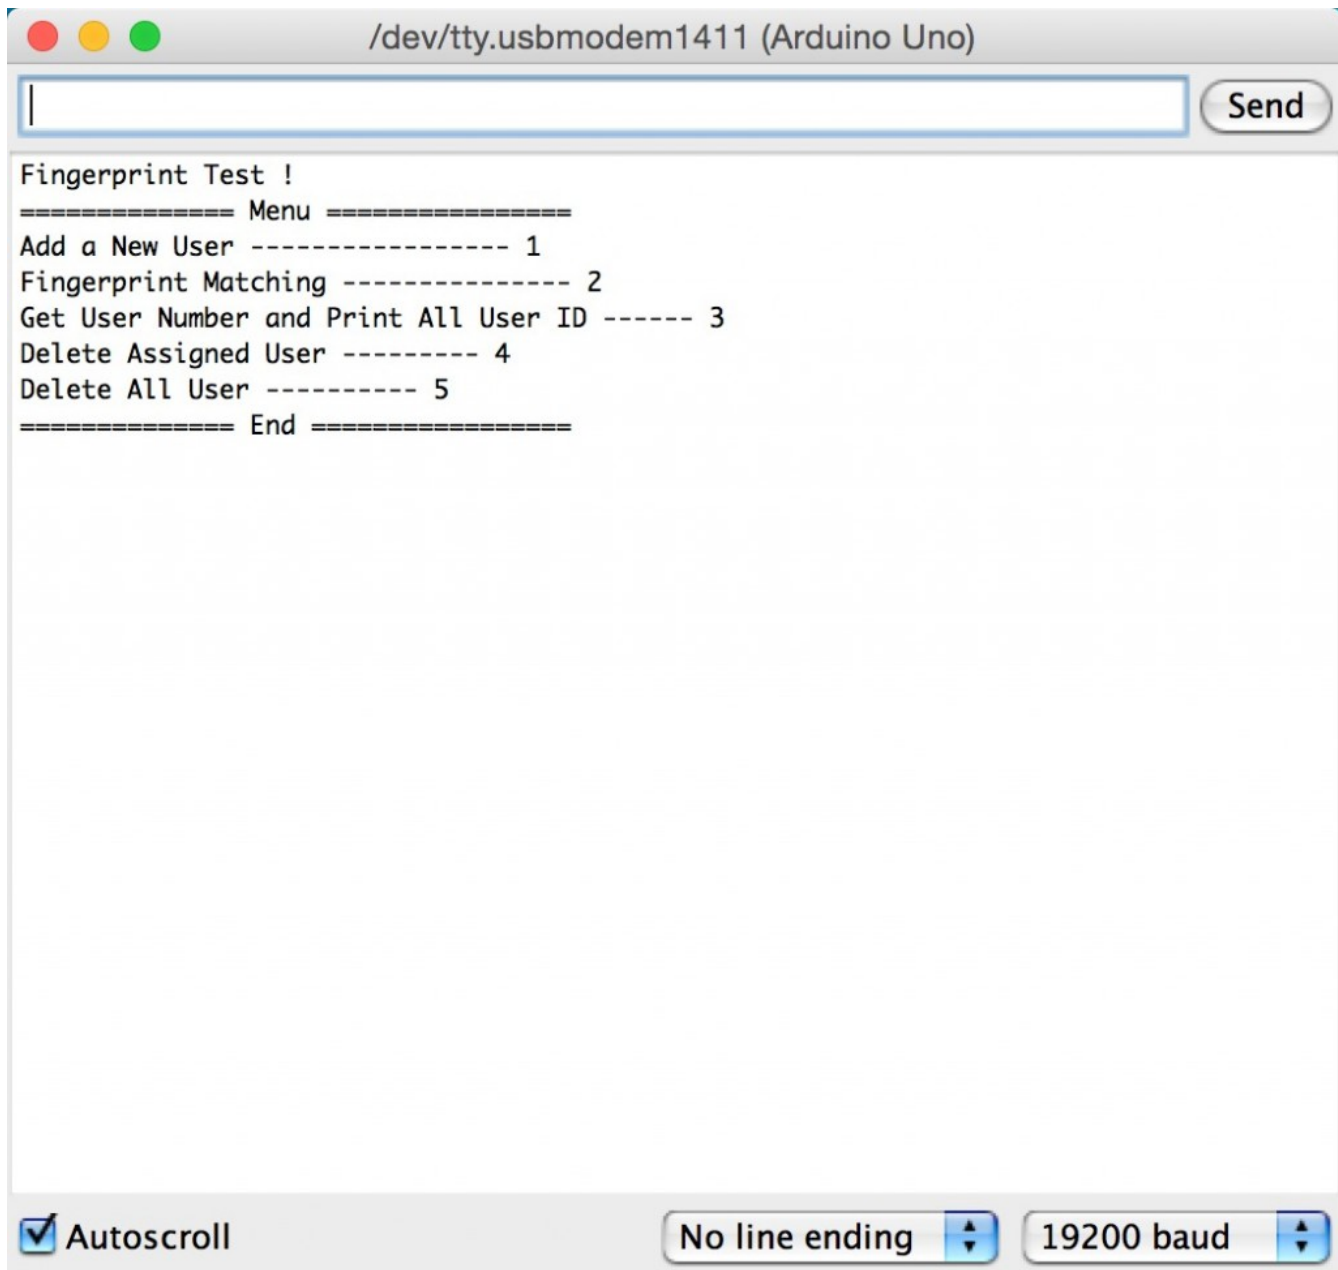 /dev/tty.usbmodem1411 (Arduino Uno)
Send
Fingerprint Test !
============== Menu ================
Add a New User ----------------- 1
Fingerprint Matching --------------- 2
Get User Number and Print All User ID ------ 3
Delete Assigned User --------- 4
Delete All User ---------- 5
============== End =================
Autoscroll
No line ending
19200 baud